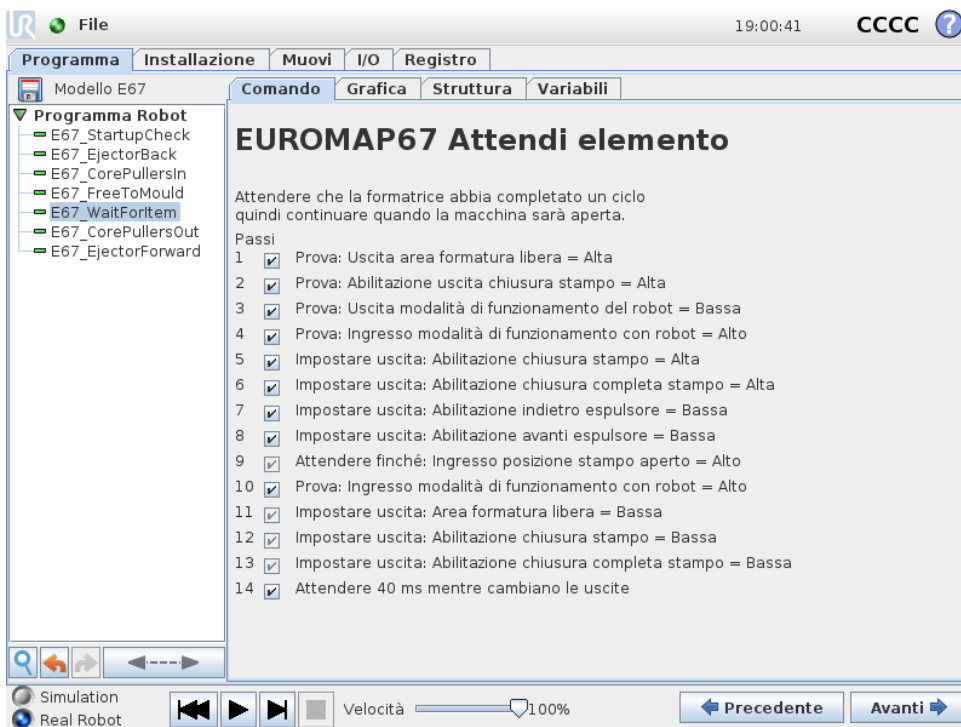 UR File 19:00:41 CCCC ?
Programma Installazione Muovi I/O Registro
Modello E67 Comando Grafica Struttura Variabili
Programma Robot
E67_StartupCheck
E67_EjectorBack
E67_CorePullersIn
E67_FreeToMould
E67_WaitForItem
E67_CorePullersOut
E67_EjectorForward
EUROMAP67 Attendi elemento
Attendere che la formatrice abbia completato un ciclo
quindi continuare quando la macchina sarà aperta.
Passi
1 Prova: Uscita area formatura libera = Alta
2 Prova: Abilitazione uscita chiusura stampo = Alta
3 Prova: Uscita modalità di funzionamento del robot = Bassa
4 Prova: Ingresso modalità di funzionamento con robot = Alto
5 Impostare uscita: Abilitazione chiusura stampo = Alta
6 Impostare uscita: Abilitazione chiusura completa stampo = Alta
7 Impostare uscita: Abilitazione indietro espulsore = Bassa
8 Impostare uscita: Abilitazione avanti espulsore = Bassa
9 Attendere finché: Ingresso posizione stampo aperto = Alto
10 Prova: Ingresso modalità di funzionamento con robot = Alto
11 Impostare uscita: Area formatura libera = Bassa
12 Impostare uscita: Abilitazione chiusura stampo = Bassa
13 Impostare uscita: Abilitazione chiusura completa stampo = Bassa
14 Attendere 40 ms mentre cambiano le uscite
Simulation
Real Robot
Velocità 100%
Precedente Avanti